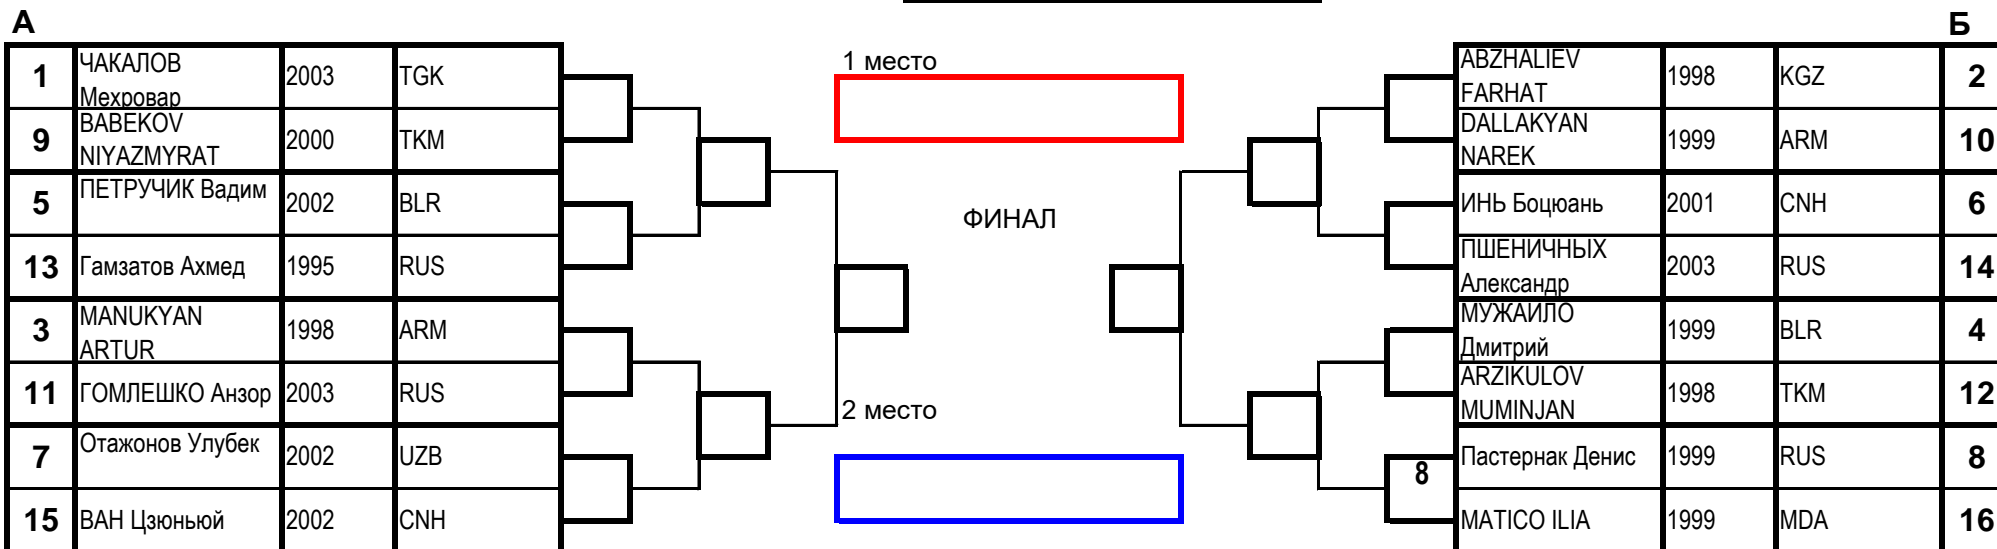 А
Б
1 ЧАКАЛОВ Мехровар 2003 TGK
9 BABEKOV NIYAZMYRAT 2000 TKM
5 ПЕТРУЧИК Вадим 2002 BLR
13 Гамзатов Ахмед 1995 RUS
3 MANUKYAN ARTUR 1998 ARM
11 ГОМЛЕШКО Анзор 2003 RUS
7 Отажонов Улубек 2002 UZB
15 ВАН Цзюньюй 2002 CNH
1 место
ФИНАЛ
2 место
ABZHALIEV FARHAT 1998 KGZ 2
DALLAKYAN NAREK 1999 ARM 10
ИНЬ Боцюань 2001 CNH 6
ПШЕНИЧНЫХ Александр 2003 RUS 14
МУЖАЙЛО Дмитрий 1999 BLR 4
ARZIKULOV MUMINJAN 1998 TKM 12
8 Пастернак Денис 1999 RUS 8
MATICO ILIA 1999 MDA 16